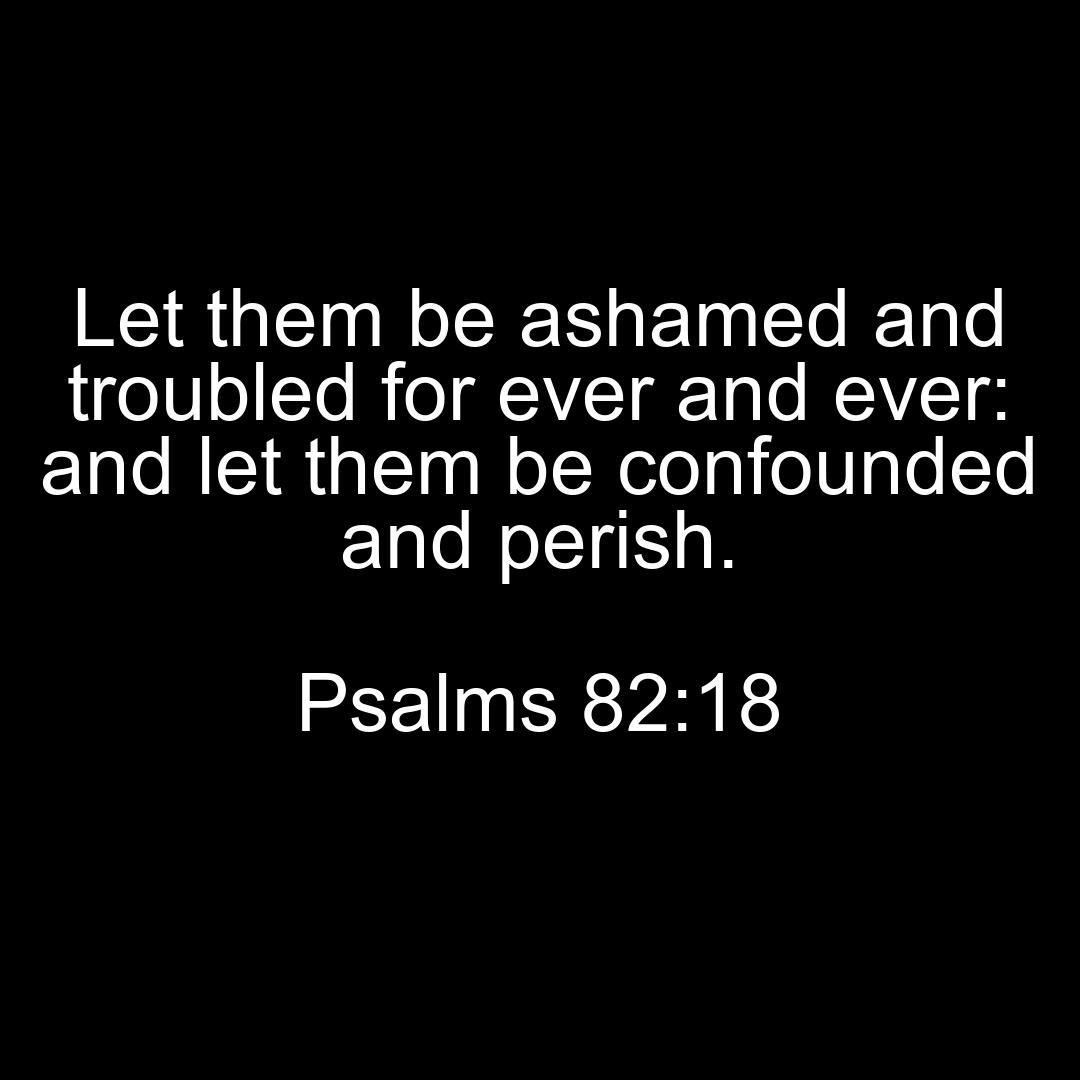 Let them be ashamed and
troubled for ever and ever:
and let them be confounded
and perish.
Psalms 82:18